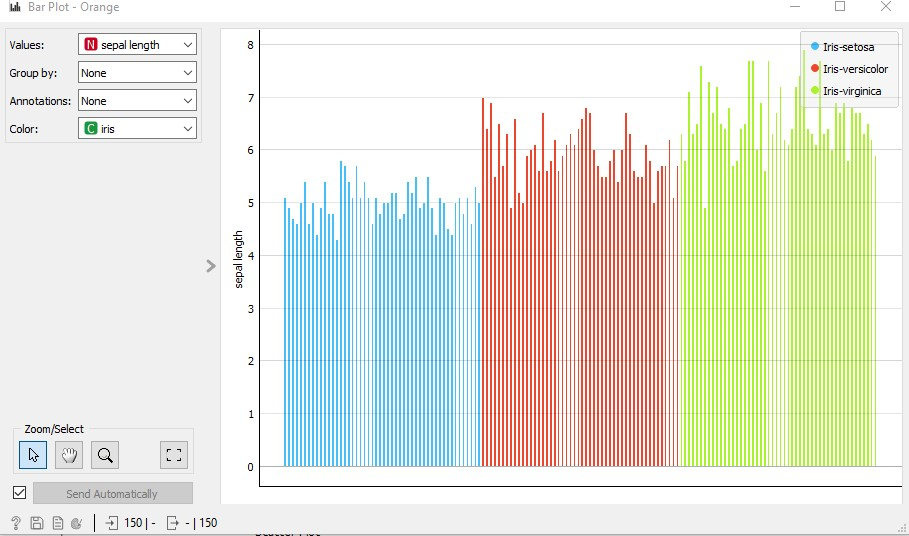 Bar Plot - Orange
Values: N sepal length
Group by: None
Annotations: None
Color: C iris
8
7
6
5
4
3
2
1
0
sepal length
Iris-setosa
Iris-versicolor
Iris-virginica
Zoom/Select
Send Automatically
? 150 | - - | 150